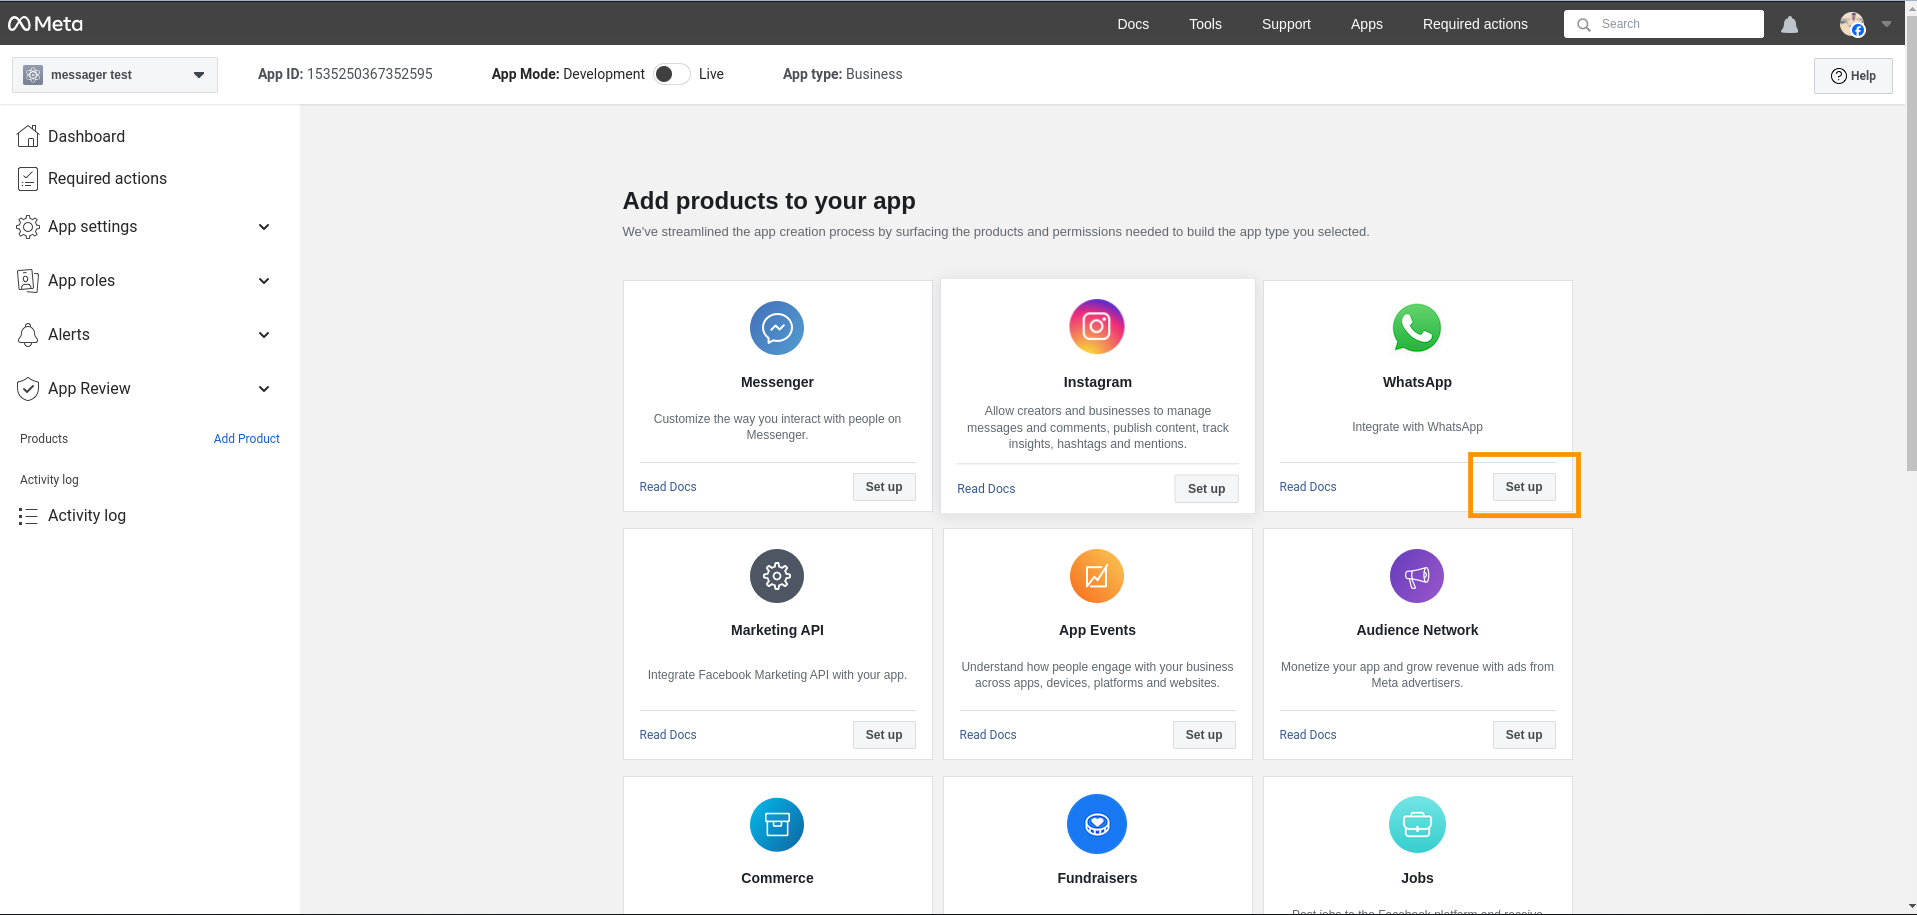 Meta
Docs
Tools
Support
Apps
Required actions
Search
messager test
App ID: 1535250367352595
App Mode: Development
Live
App type: Business
Help
Dashboard
Required actions
App settings
App roles
Alerts
App Review
Products
Add Product
Activity log
Activity log
Add products to your app
We've streamlined the app creation process by surfacing the products and permissions needed to build the app type you selected.
Messenger
Customize the way you interact with people on
Messenger.
Read Docs
Set up
Instagram
Allow creators and businesses to manage
messages and comments, publish content, track
insights, hashtags and mentions.
Read Docs
Set up
WhatsApp
Integrate with WhatsApp
Read Docs
Set up
Marketing API
Integrate Facebook Marketing API with your app.
Read Docs
Set up
App Events
Understand how people engage with your business
across apps, devices, platforms and websites.
Read Docs
Set up
Audience Network
Monetize your app and grow revenue with ads from
Meta advertisers.
Read Docs
Set up
Commerce
Fundraisers
Jobs
Post jobs to the Facebook platform and receive